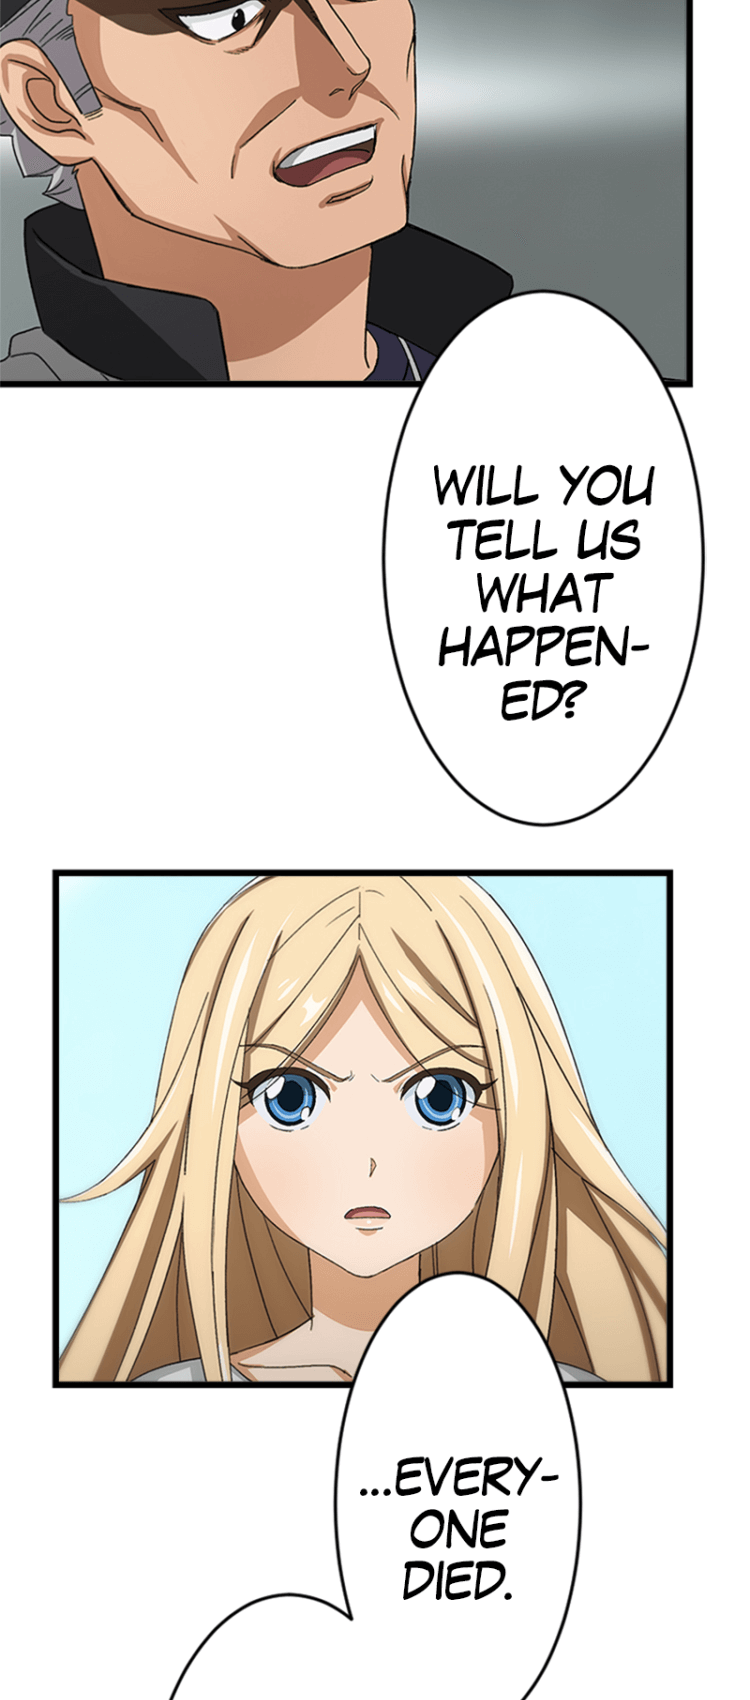 WILL YOU
TELL US
WHAT
HAPPEN-
ED?
...EVERY-
ONE
DIED.